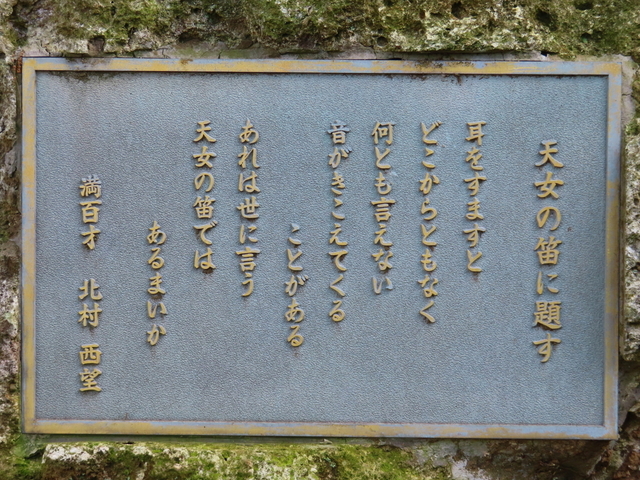 天女の笛に題す
耳をすますと
どこからともなく
何とも言えない
音がきこえてくる
ことがある
あれは世に言う
天女の笛では
あるまいか
満百才 北村 西望